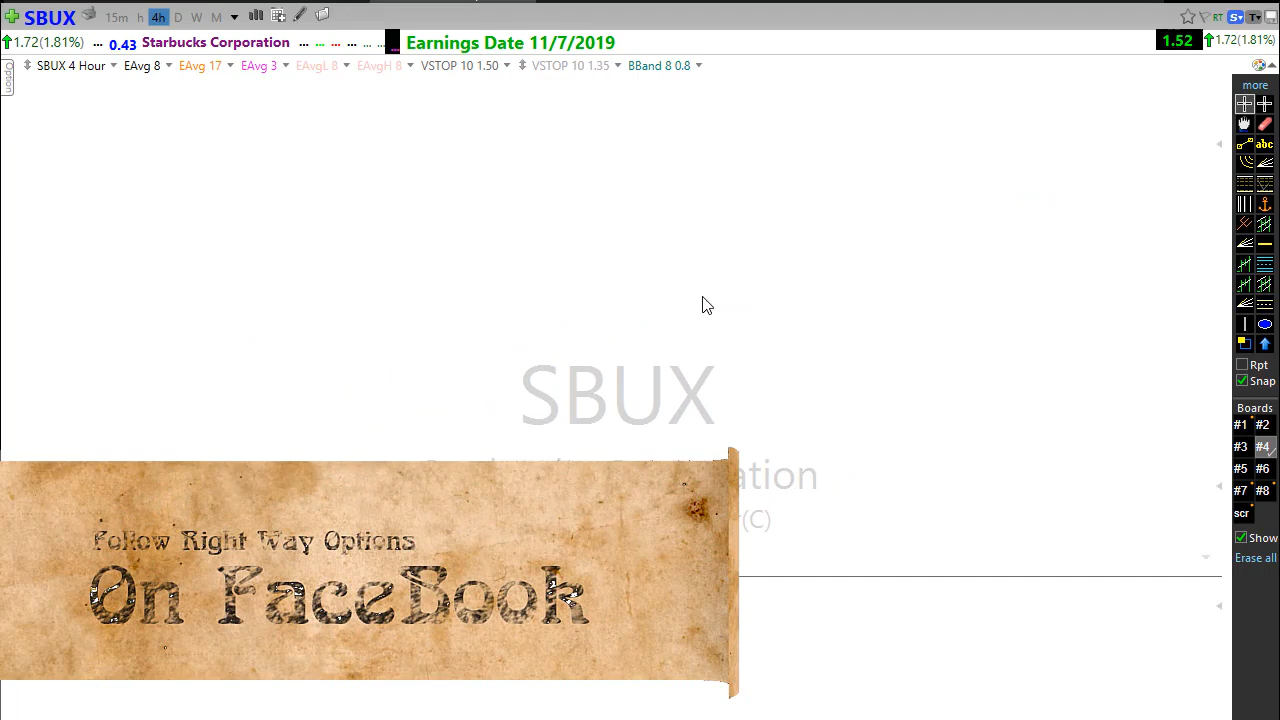 SBUX 15m 1h 4h D W M RT S T
1.72(1.81%) ... 0.43 Starbucks Corporation ... ... ... ... ... ... Earnings Date 11/7/2019 1.52 1.72(1.81%)
SBUX 4 Hour EAvg 8 EAvg 17 EAvg 3 EAvgL 8 EAvgH 8 VSTOP 10 1.50 VSTOP 10 1.35 BBand 8 0.8
Option
more
abc
Rpt
Snap
Boards
#1 #2
#3 #4
#5 #6
#7 #8
scr
Show
Erase all
SBUX
ation
(C)
Follow Right Way Options
On FaceBook